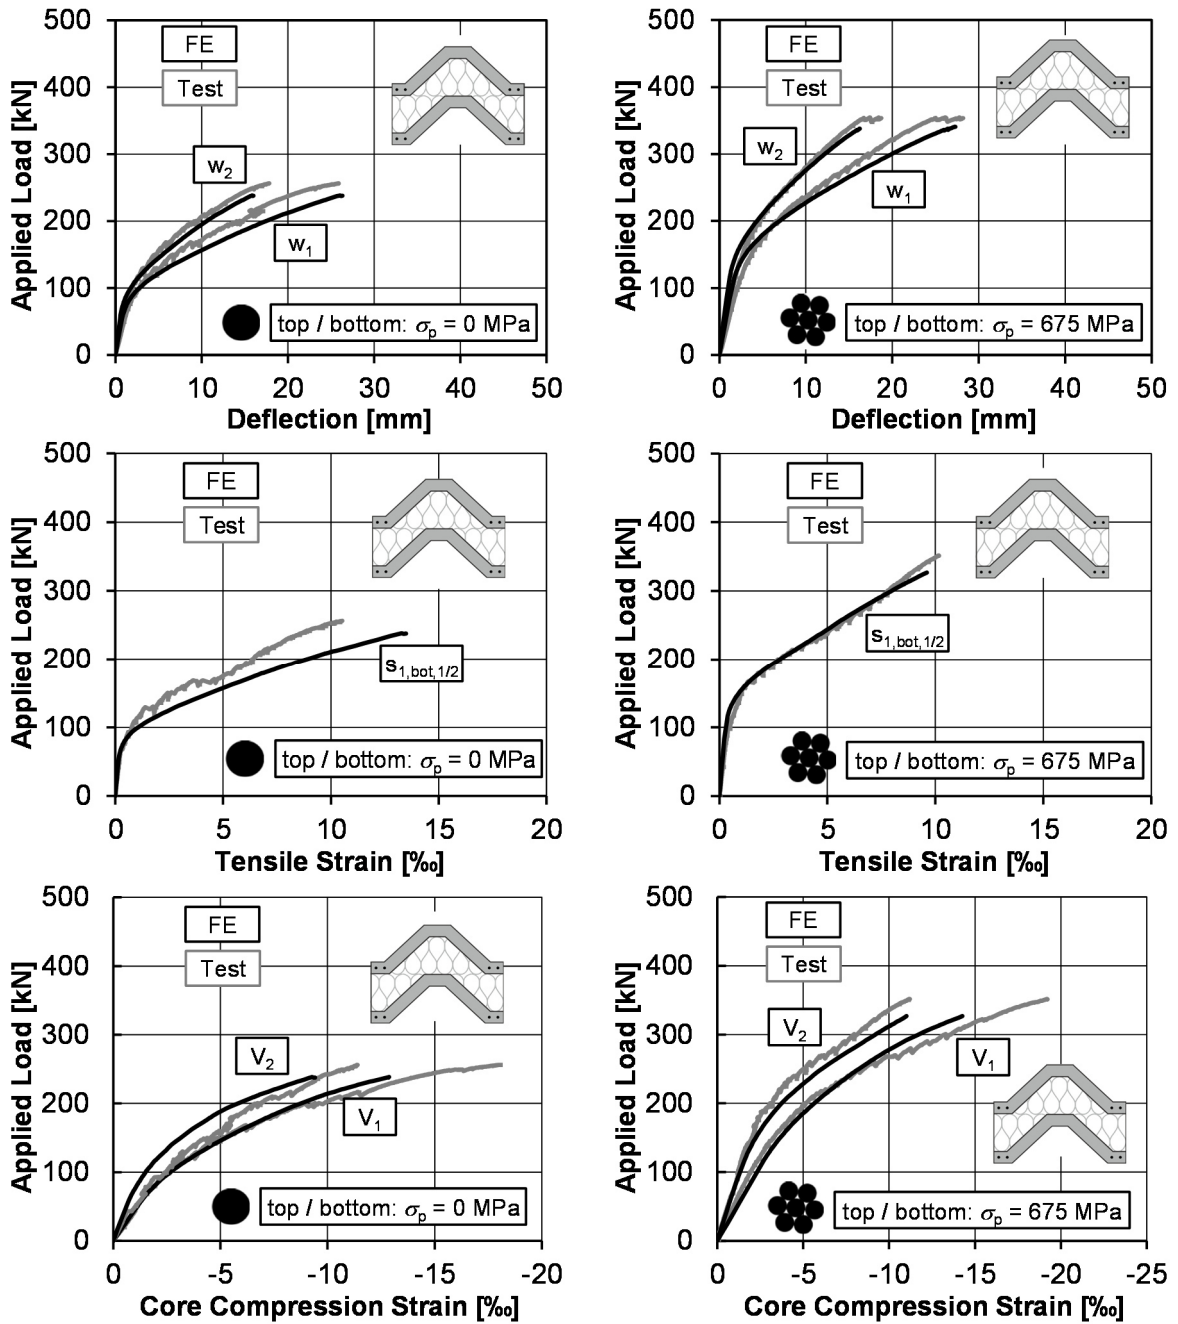 500
400
300
200
100
0
Applied Load [kN]
FE
Test
w2
w1
top / bottom: σp = 0 MPa
0 10 20 30 40 50
Deflection [mm]
500
400
300
200
100
0
Applied Load [kN]
FE
Test
w2
w1
top / bottom: σp = 675 MPa
0 10 20 30 40 50
Deflection [mm]
500
400
300
200
100
0
Applied Load [kN]
FE
Test
s1,bot,1/2
top / bottom: σp = 0 MPa
0 5 10 15 20
Tensile Strain [‰]
500
400
300
200
100
0
Applied Load [kN]
FE
Test
s1,bot,1/2
top / bottom: σp = 675 MPa
0 5 10 15 20
Tensile Strain [‰]
500
400
300
200
100
0
Applied Load [kN]
FE
Test
V2
V1
top / bottom: σp = 0 MPa
0 -5 -10 -15 -20
Core Compression Strain [‰]
500
400
300
200
100
0
Applied Load [kN]
FE
Test
V2
V1
top / bottom: σp = 675 MPa
0 -5 -10 -15 -20 -25
Core Compression Strain [‰]